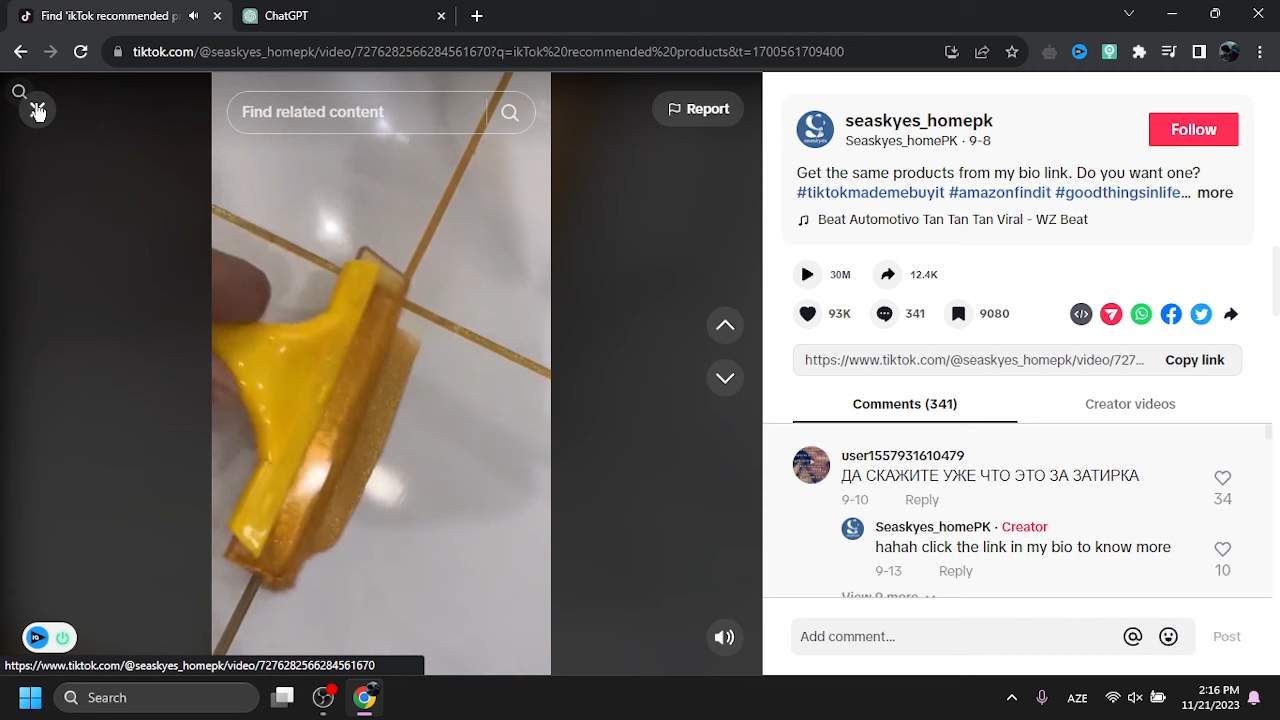 Find ikTok recommended p
ChatGPT
tiktok.com/@seaskyes_homepk/video/7276282566284561670?q=ikTok%20recommended%20products&t=1700561709400
Find related content
Report
seaskyes_homepk
Seaskyes_homePK · 9-8
Follow
Get the same products from my bio link. Do you want one?
#tiktokmademebuyit #amazonfindit #goodthingsinlife... more
Beat Automotivo Tan Tan Tan Viral - WZ Beat
30M
12.4K
93K
341
9080
https://www.tiktok.com/@seaskyes_homepk/video/727...
Copy link
Comments (341)
Creator videos
user1557931610479
ДА СКАЖИТЕ УЖЕ ЧТО ЭТО ЗА ЗАТИРКА
34
9-10
Reply
Seaskyes_homePK · Creator
hahah click the link in my bio to know more
10
9-13
Reply
View 9 more
Add comment...
Post
https://www.tiktok.com/@seaskyes_homepk/video/7276282566284561670
Search
AZE
2:16 PM
11/21/2023